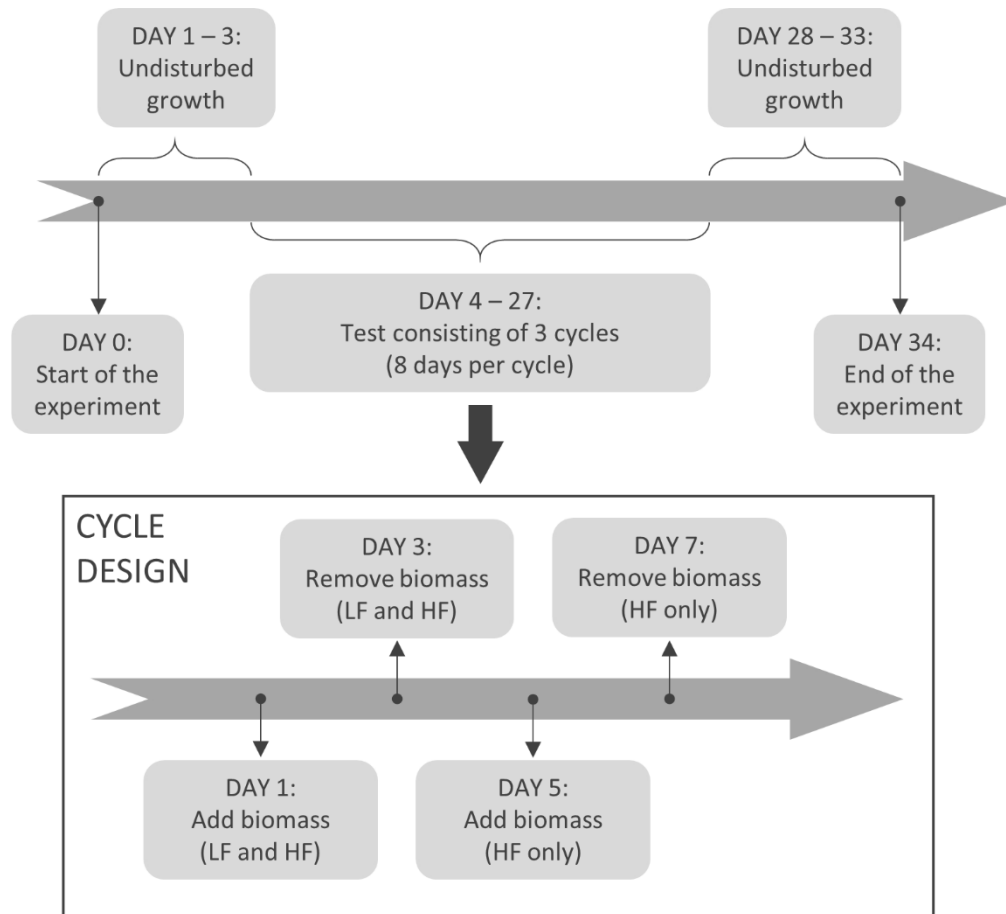 DAY 1 – 3:
Undisturbed
growth
DAY 28 – 33:
Undisturbed
growth
DAY 0:
Start of the
experiment
DAY 4 – 27:
Test consisting of 3 cycles
(8 days per cycle)
DAY 34:
End of the
experiment
CYCLE
DESIGN
DAY 3:
Remove biomass
(LF and HF)
DAY 7:
Remove biomass
(HF only)
DAY 1:
Add biomass
(LF and HF)
DAY 5:
Add biomass
(HF only)